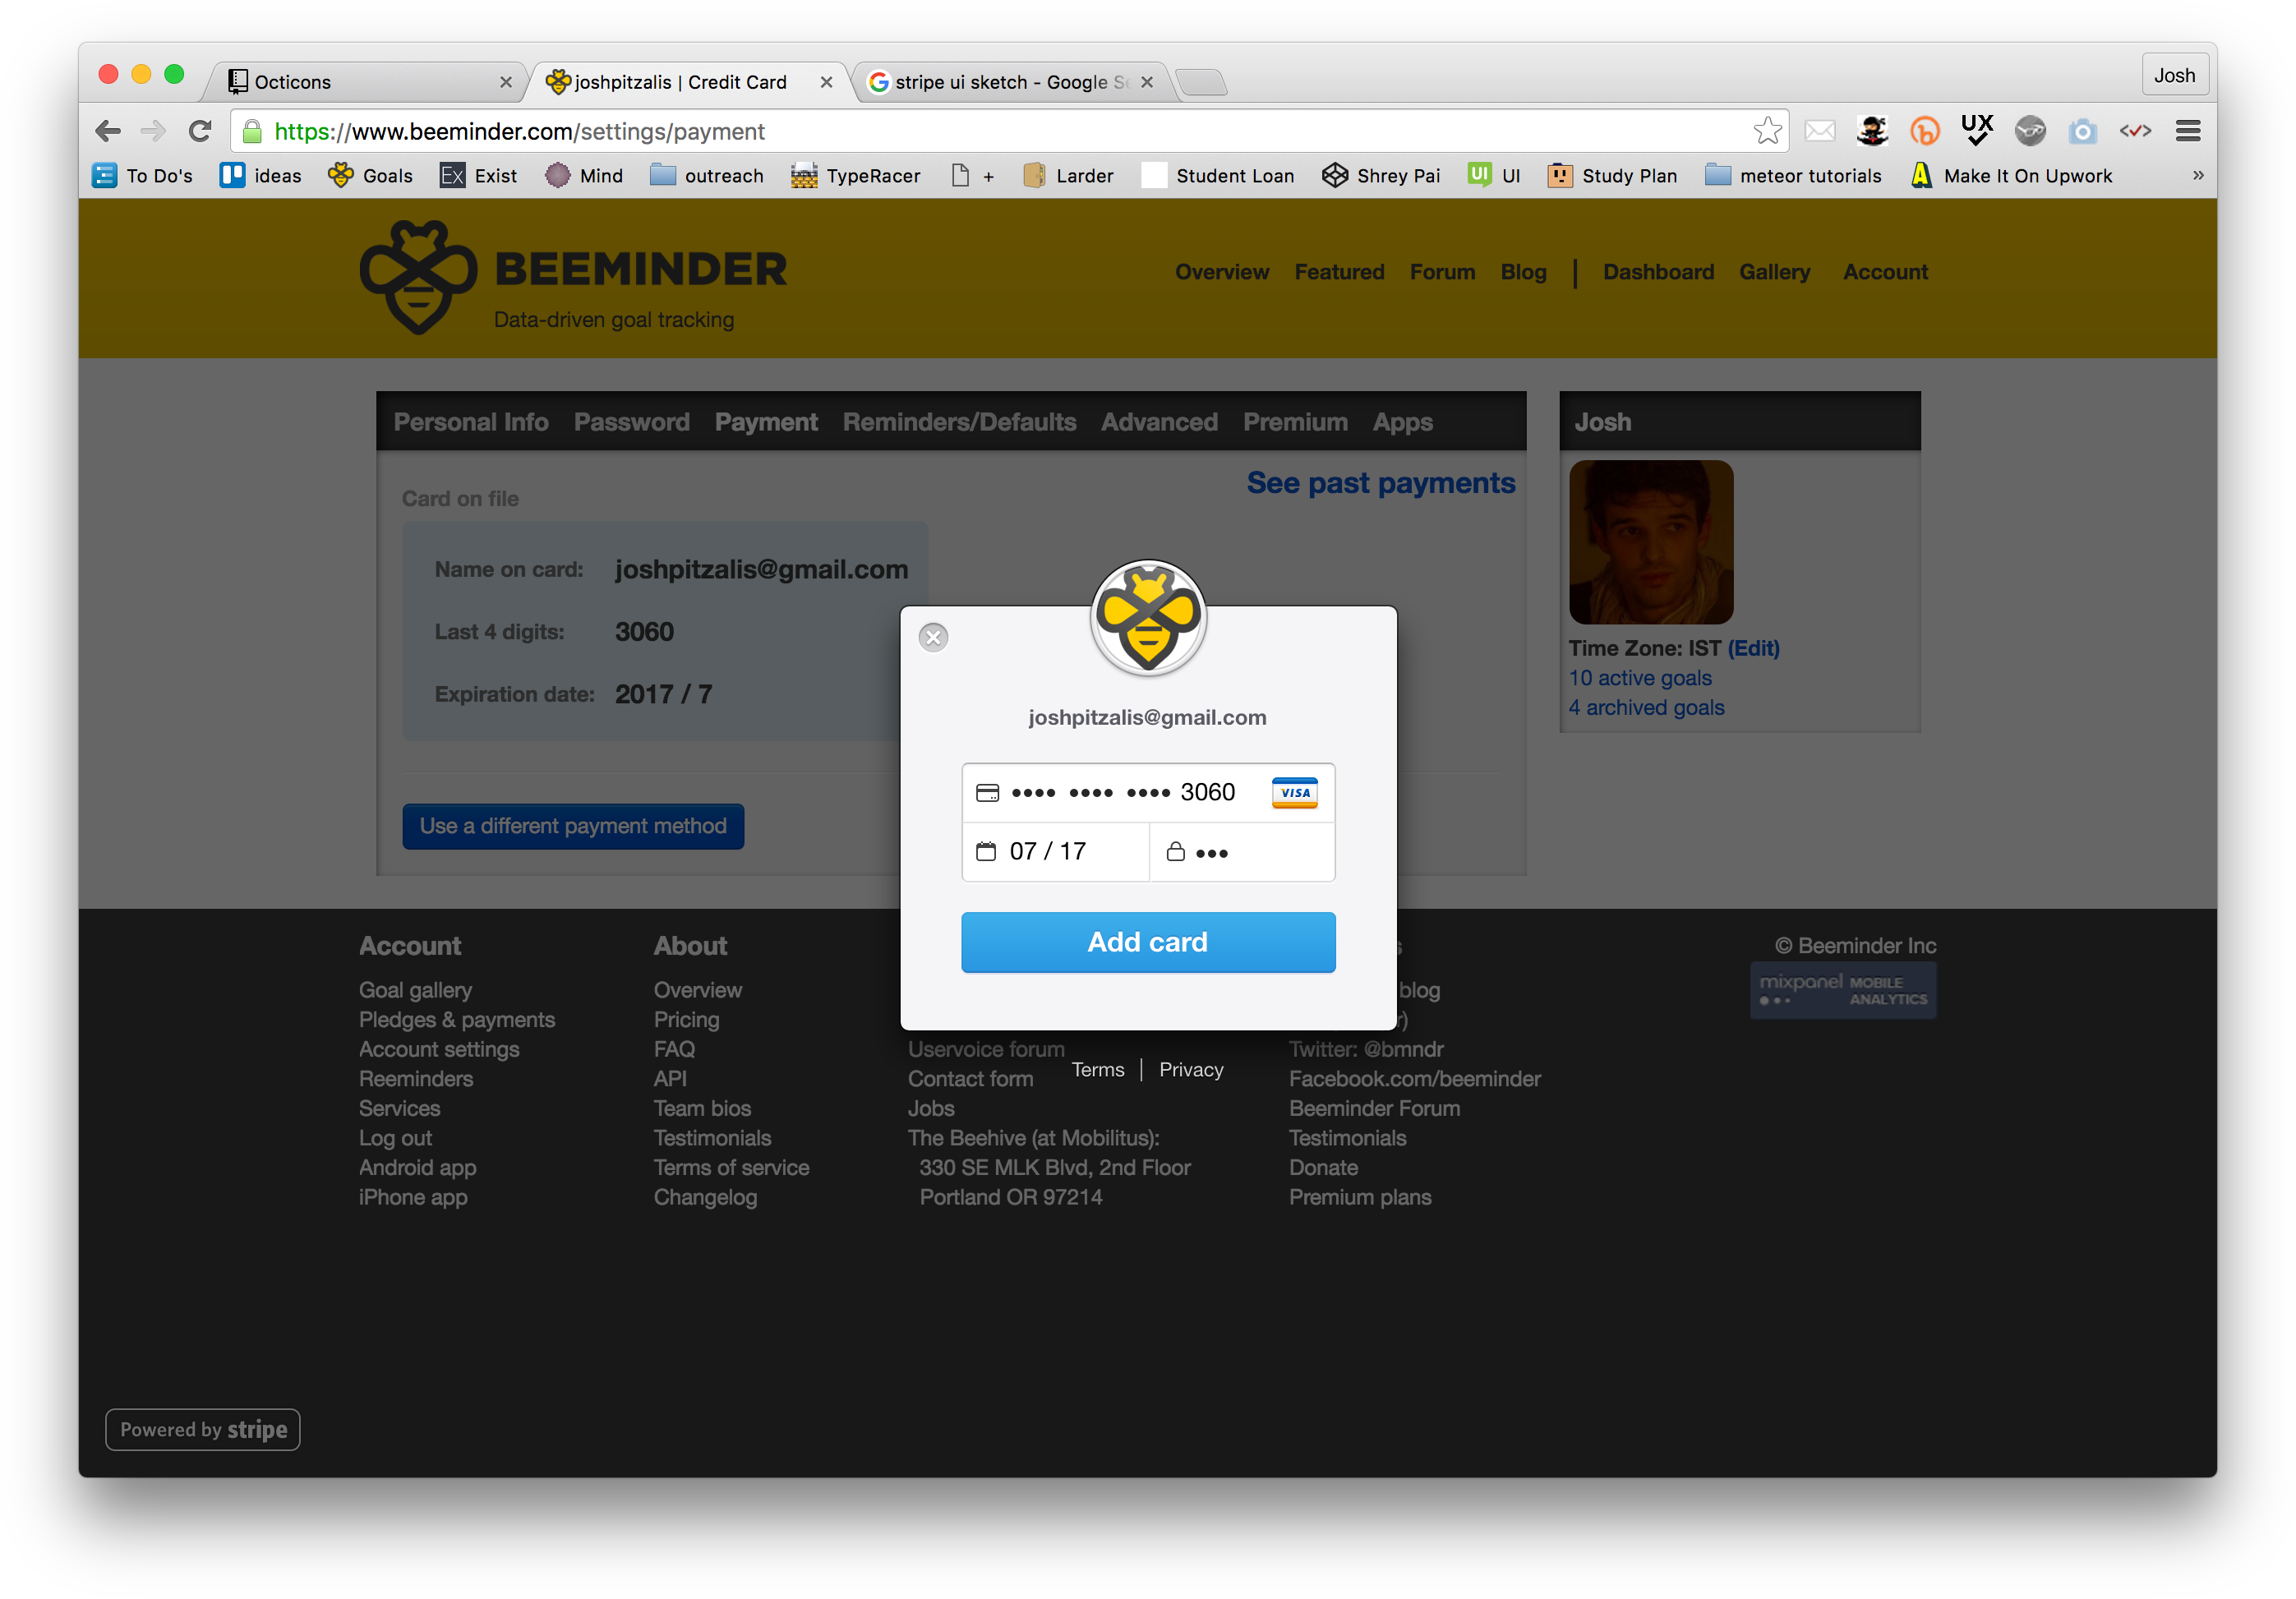 Octicons
joshpitzalis | Credit Card
stripe ui sketch - Google Se
Josh
https://www.beeminder.com/settings/payment
UX
To Do's
ideas
Goals
Ex Exist
Mind
outreach
TypeRacer
+
Larder
Student Loan
Shrey Pai
UI UI
Study Plan
meteor tutorials
Make It On Upwork
»
BEEMINDER
Data-driven goal tracking
Overview Featured Forum Blog | Dashboard Gallery Account
Personal Info Password Payment Reminders/Defaults Advanced Premium Apps
See past payments
Card on file
Name on card: joshpitzalis@gmail.com
Last 4 digits: 3060
Expiration date: 2017 / 7
Use a different payment method
Josh
Time Zone: IST (Edit)
10 active goals
4 archived goals
joshpitzalis@gmail.com
•••• •••• •••• 3060 VISA
07 / 17 •••
Add card
Terms | Privacy
Account
Goal gallery
Pledges & payments
Account settings
Reeminders
Services
Log out
Android app
iPhone app
About
Overview
Pricing
FAQ
API
Team bios
Testimonials
Terms of service
Changelog
Uservoice forum
Contact form
Jobs
The Beehive (at Mobilitus):
330 SE MLK Blvd, 2nd Floor
Portland OR 97214
s
blog
r)
Twitter: @bmndr
Facebook.com/beeminder
Beeminder Forum
Testimonials
Donate
Premium plans
© Beeminder Inc
mixpanel MOBILE
ANALYTICS
Powered by stripe